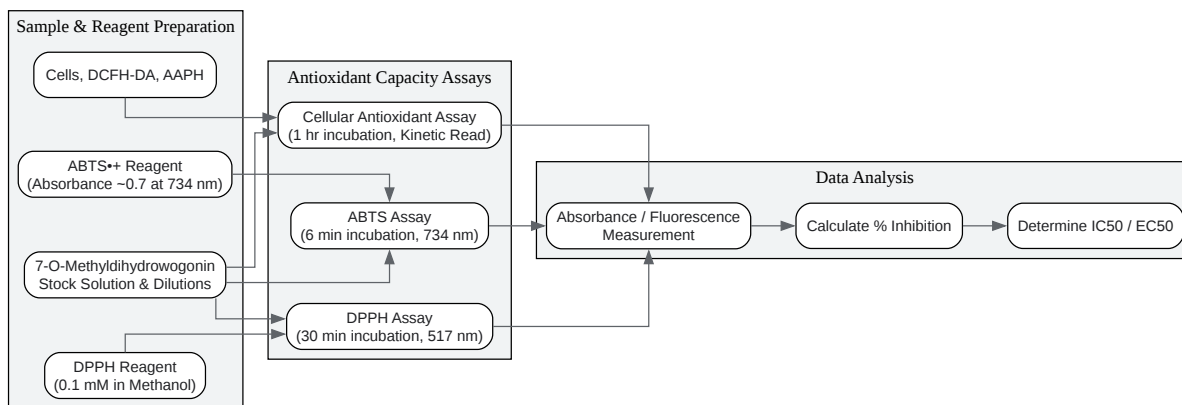 Sample & Reagent Preparation
Cells, DCFH-DA, AAPH
ABTS•+ Reagent
(Absorbance ~0.7 at 734 nm)
7-O-Methyldihydrowogonin
Stock Solution & Dilutions
DPPH Reagent
(0.1 mM in Methanol)
Antioxidant Capacity Assays
Cellular Antioxidant Assay
(1 hr incubation, Kinetic Read)
ABTS Assay
(6 min incubation, 734 nm)
DPPH Assay
(30 min incubation, 517 nm)
Data Analysis
Absorbance / Fluorescence
Measurement
Calculate % Inhibition
Determine IC50 / EC50